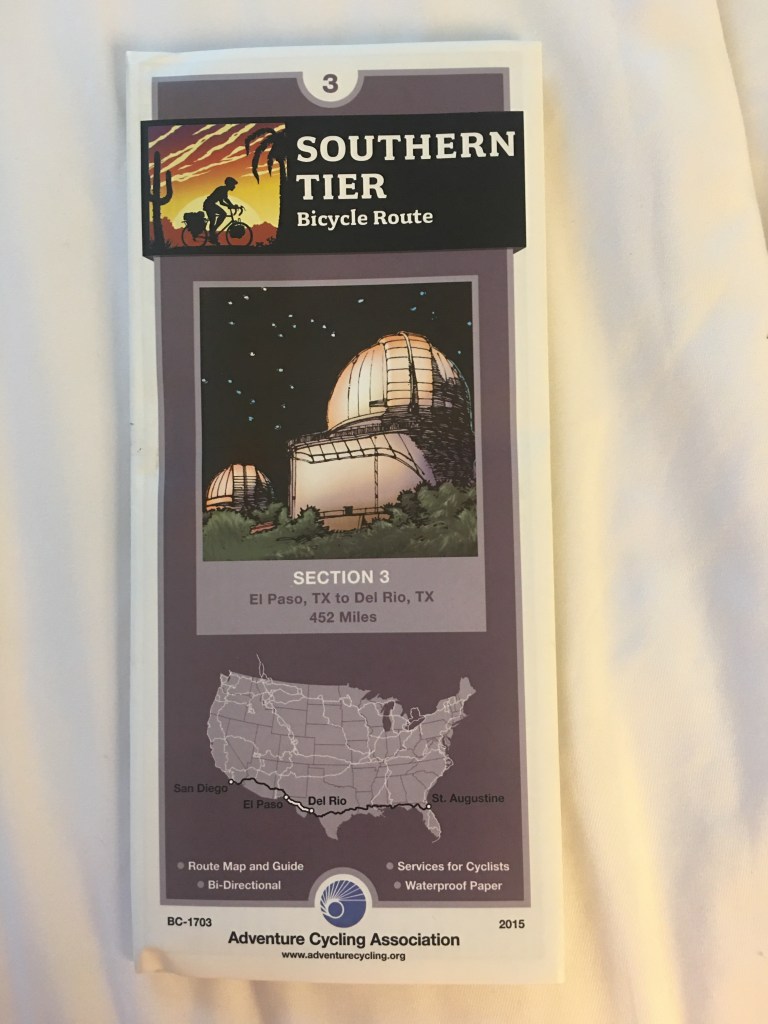 3
SOUTHERN
TIER
Bicycle Route
SECTION 3
El Paso, TX to Del Rio, TX
452 Miles
San Diego
El Paso
Del Rio
St. Augustine
Route Map and Guide
Services for Cyclists
Bi-Directional
Waterproof Paper
BC-1703
2015
Adventure Cycling Association
www.adventurecycling.org